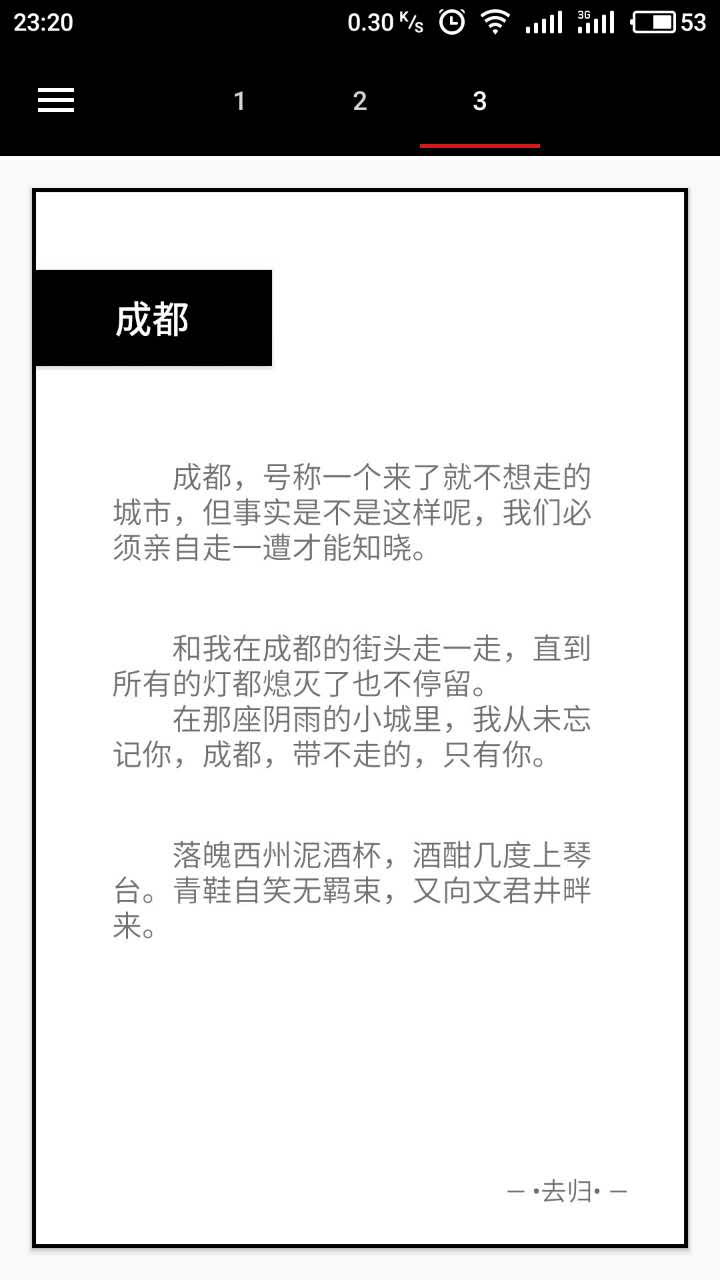 23:20 0.30 K/S 3G 53
1 2 3
成都
成都，号称一个来了就不想走的
城市，但事实是不是这样呢，我们必
须亲自走一遭才能知晓。
和我在成都的街头走一走，直到
所有的灯都熄灭了也不停留。
在那座阴雨的小城里，我从未忘
记你，成都，带不走的，只有你。
落魄西州泥酒杯，酒酣几度上琴
台。青鞋自笑无羁束，又向文君井畔
来。
— •去归• —